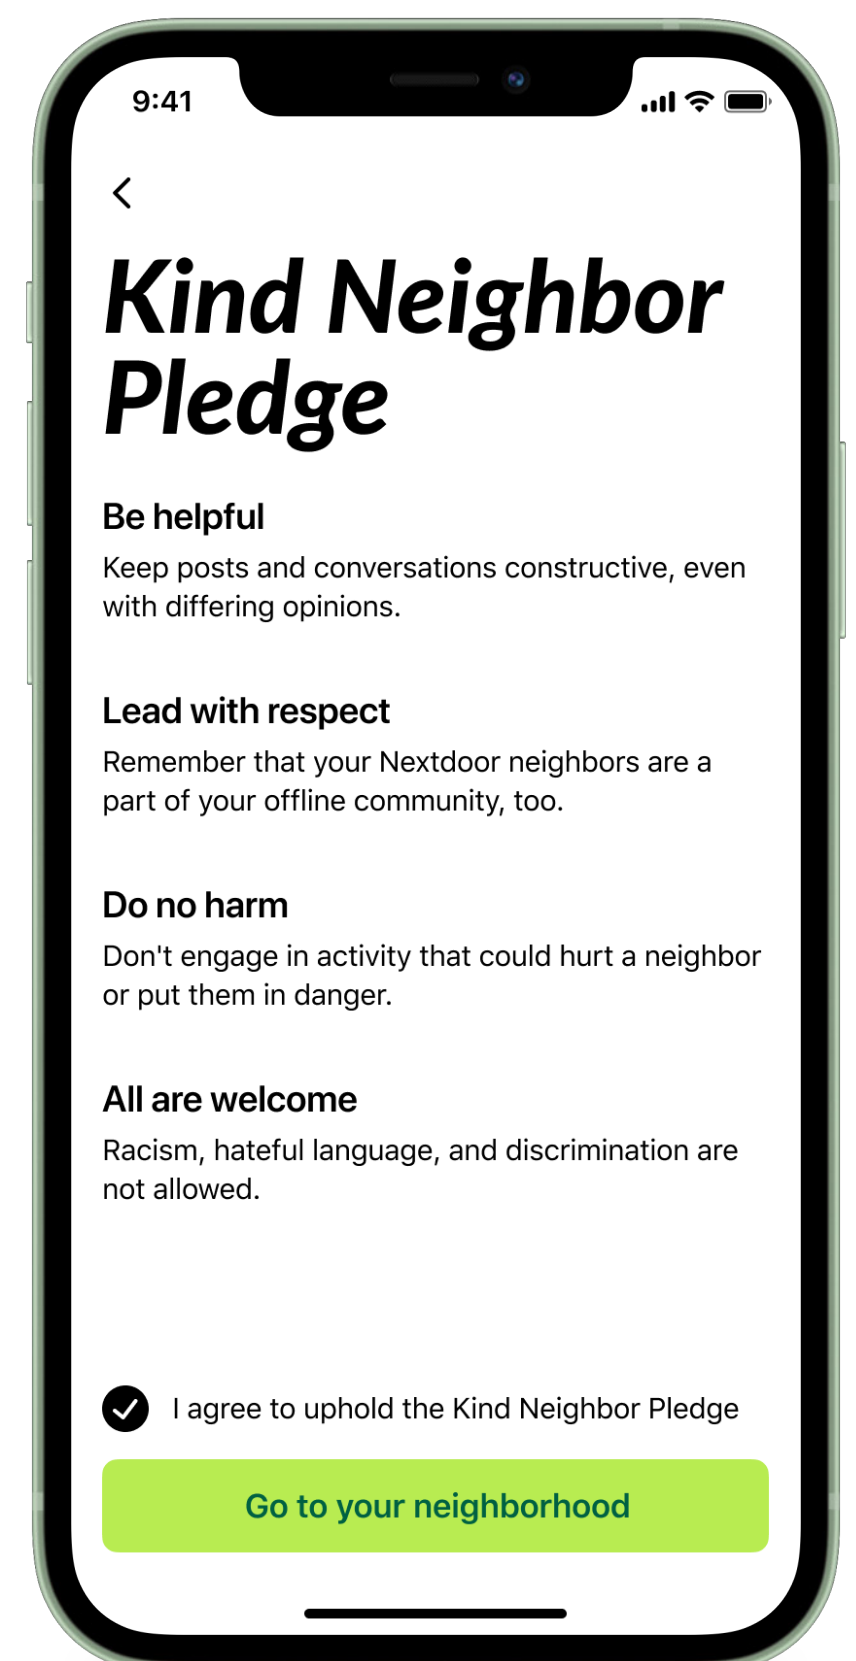 9:41
Kind Neighbor
Pledge
Be helpful
Keep posts and conversations constructive, even
with differing opinions.
Lead with respect
Remember that your Nextdoor neighbors are a
part of your offline community, too.
Do no harm
Don't engage in activity that could hurt a neighbor
or put them in danger.
All are welcome
Racism, hateful language, and discrimination are
not allowed.
I agree to uphold the Kind Neighbor Pledge
Go to your neighborhood